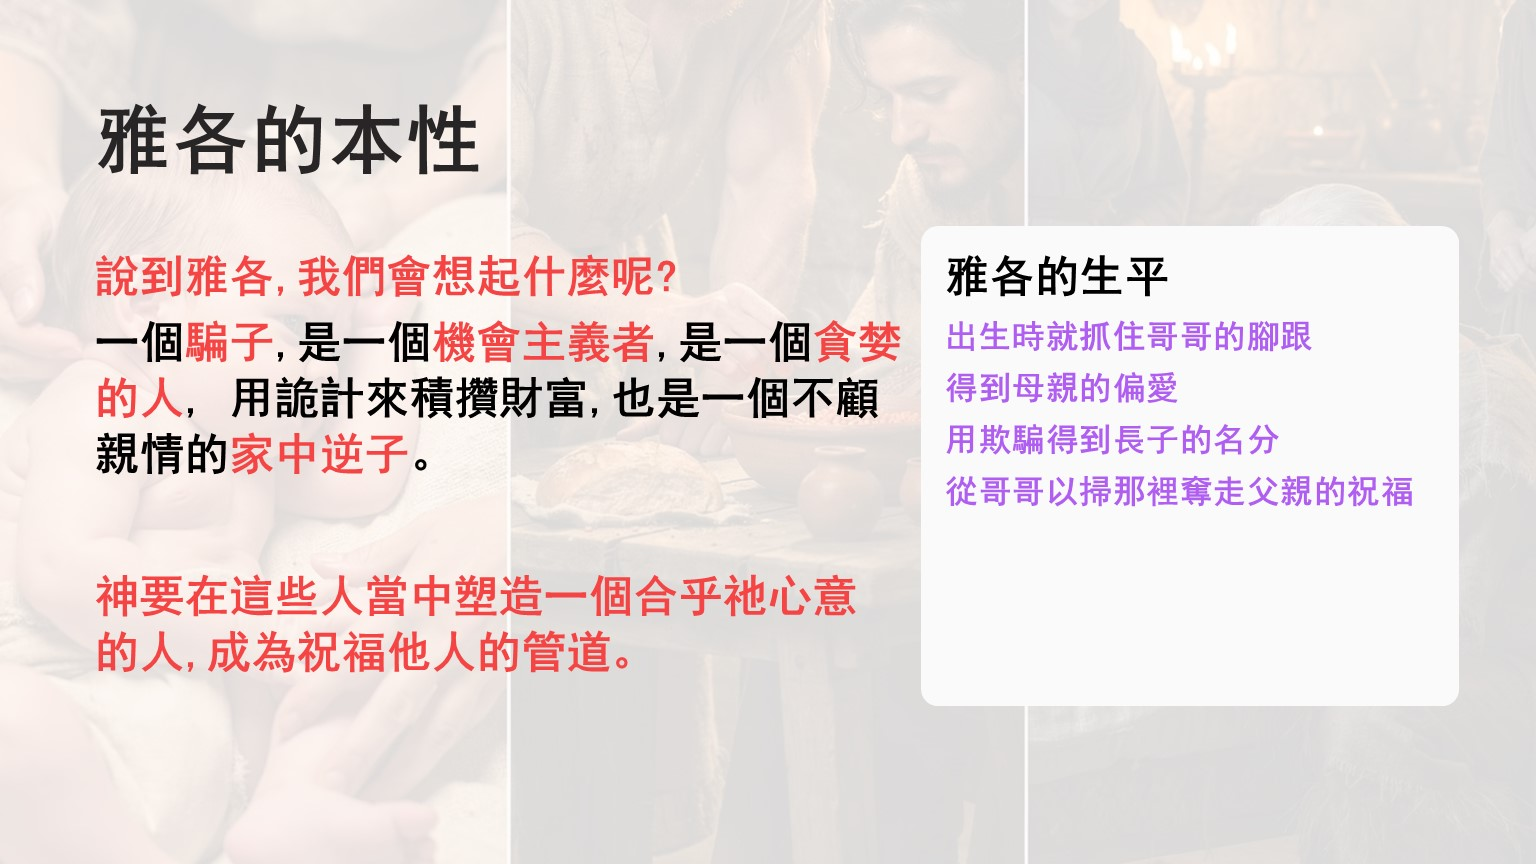 雅各的本性
說到雅各,我們會想起什麼呢?
一個騙子,是一個機會主義者,是一個貪婪
的人, 用詭計來積攢財富,也是一個不顧
親情的家中逆子。
神要在這些人當中塑造一個合乎祂心意
的人,成為祝福他人的管道。
雅各的生平
出生時就抓住哥哥的腳跟
得到母親的偏愛
用欺騙得到長子的名分
從哥哥以掃那裡奪走父親的祝福